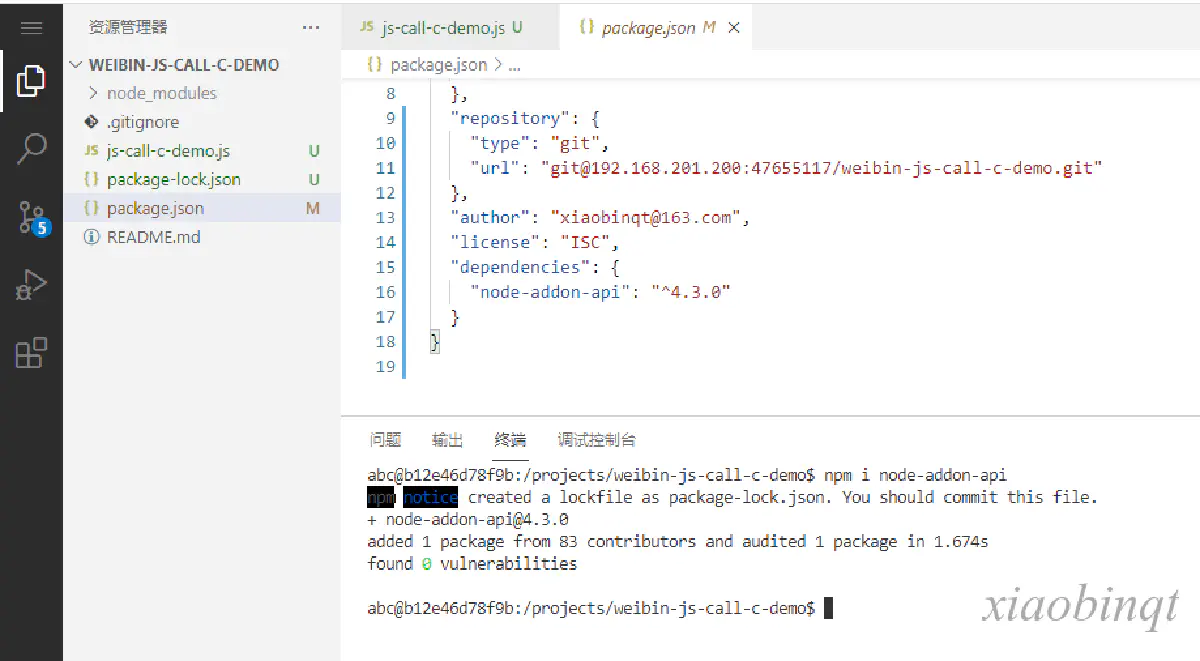 资源管理器 ...
WEIBIN-JS-CALL-C-DEMO
node_modules
.gitignore
JS js-call-c-demo.js U
{} package-lock.json U
{} package.json M
README.md
5
JS js-call-c-demo.js U {} package.json M
{} package.json > ...
8 },
9 "repository": {
10 "type": "git",
11 "url": "git@192.168.201.200:47655117/weibin-js-call-c-demo.git"
12 },
13 "author": "xiaobinqt@163.com",
14 "license": "ISC",
15 "dependencies": {
16 "node-addon-api": "^4.3.0"
17 }
18 }
19
问题 输出 终端 调试控制台
abc@b12e46d78f9b:/projects/weibin-js-call-c-demo$ npm i node-addon-api
npm notice created a lockfile as package-lock.json. You should commit this file.
+ node-addon-api@4.3.0
added 1 package from 83 contributors and audited 1 package in 1.674s
found 0 vulnerabilities
abc@b12e46d78f9b:/projects/weibin-js-call-c-demo$
xiaobinqt